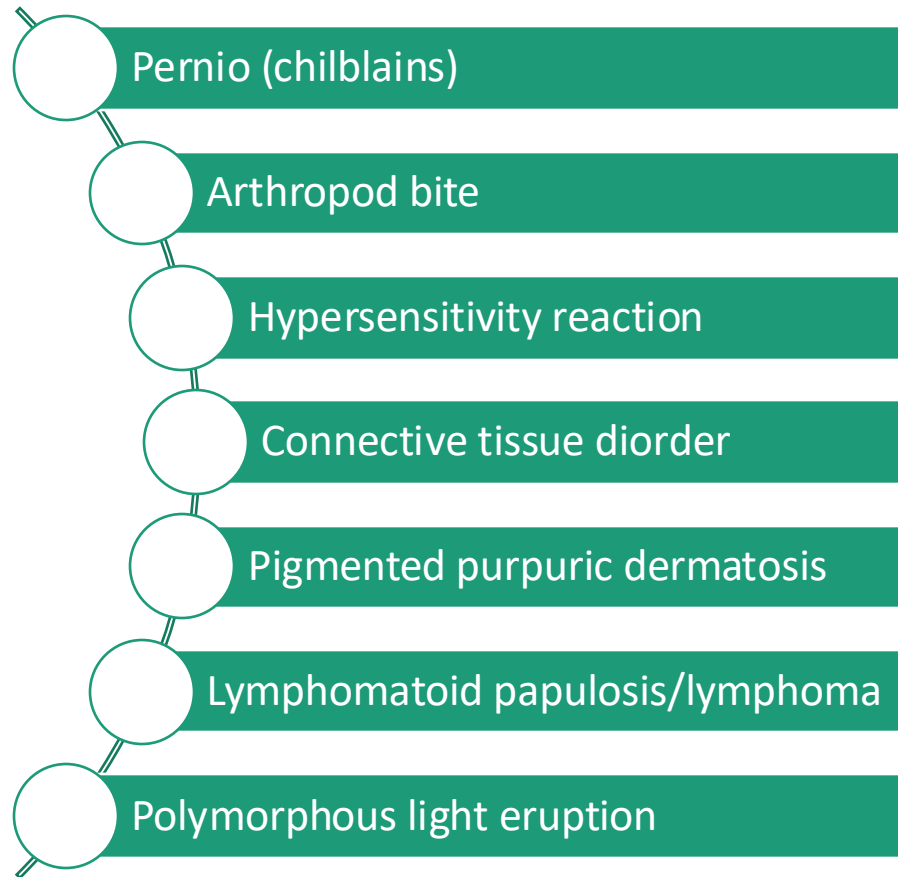 Pernio (chilblains)
Arthropod bite
Hypersensitivity reaction
Connective tissue diorder
Pigmented purpuric dermatosis
Lymphomatoid papulosis/lymphoma
Polymorphous light eruption